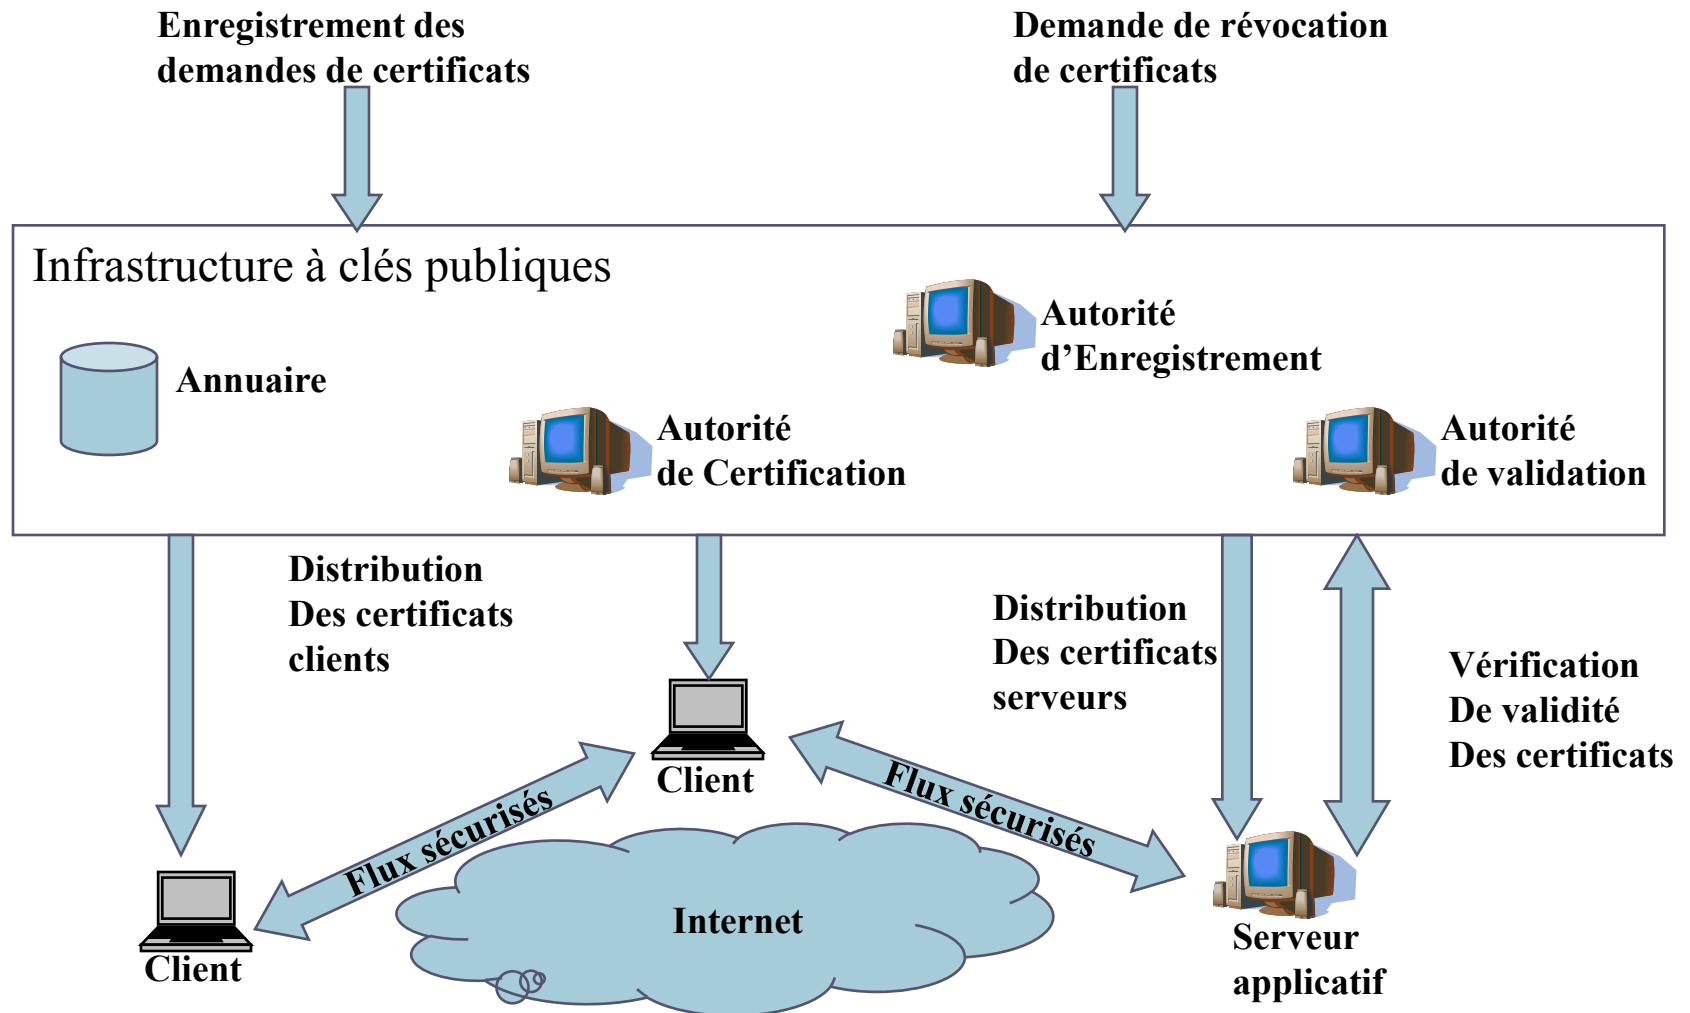 Enregistrement des
demandes de certificats
Demande de révocation
de certificats
Infrastructure à clés publiques
Autorité
d’Enregistrement
Annuaire
Autorité
de Certification
Autorité
de validation
Distribution
Des certificats
clients
Distribution
Des certificats
serveurs
Vérification
De validité
Des certificats
Client
Flux sécurisés
Flux sécurisés
Internet
Client
Serveur
applicatif